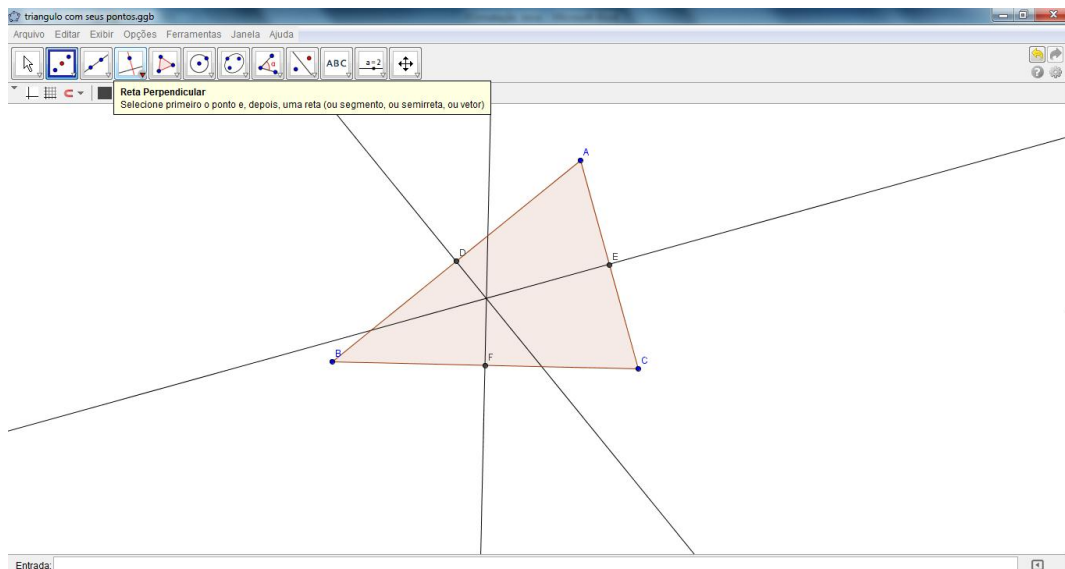 triangulo com seus pontos.ggb
Arquivo Editar Exibir Opções Ferramentas Janela Ajuda
ABC
a=2
Reta Perpendicular
Selecione primeiro o ponto e, depois, uma reta (ou segmento, ou semirreta, ou vetor)
A
D
E
B
F
C
Entrada: